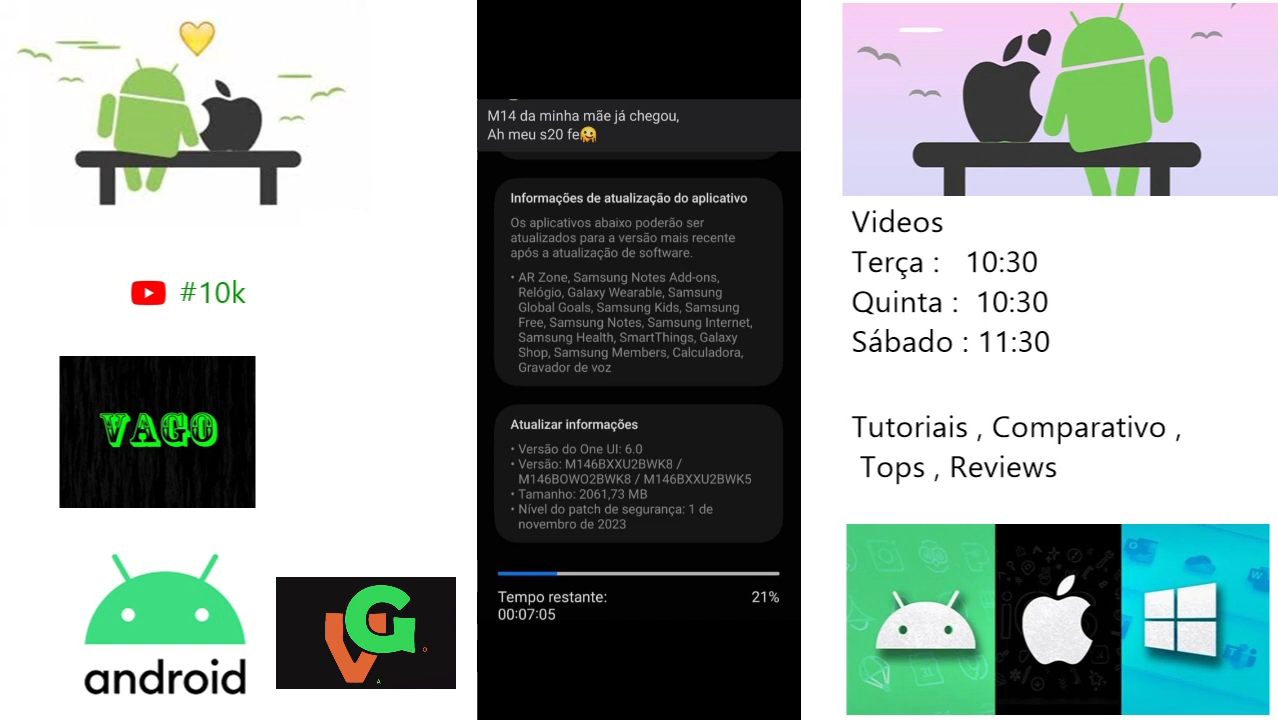 #10k
VAGO
android
VG
A
O
M14 da minha mãe já chegou,
Ah meu s20 fe🫠
Informações de atualização do aplicativo
Os aplicativos abaixo poderão ser
atualizados para a versão mais recente
após a atualização de software.
• AR Zone, Samsung Notes Add-ons,
Relógio, Galaxy Wearable, Samsung
Global Goals, Samsung Kids, Samsung
Free, Samsung Notes, Samsung Internet,
Samsung Health, SmartThings, Galaxy
Shop, Samsung Members, Calculadora,
Gravador de voz
Atualizar informações
• Versão do One UI: 6.0
• Versão: M146BXXU2BWK8 /
M146BOWO2BWK8 / M146BXXU2BWK5
• Tamanho: 2061,73 MB
• Nível do patch de segurança: 1 de
novembro de 2023
Tempo restante: 21%
00:07:05
Videos
Terça : 10:30
Quinta : 10:30
Sábado : 11:30
Tutoriais , Comparativo ,
Tops , Reviews